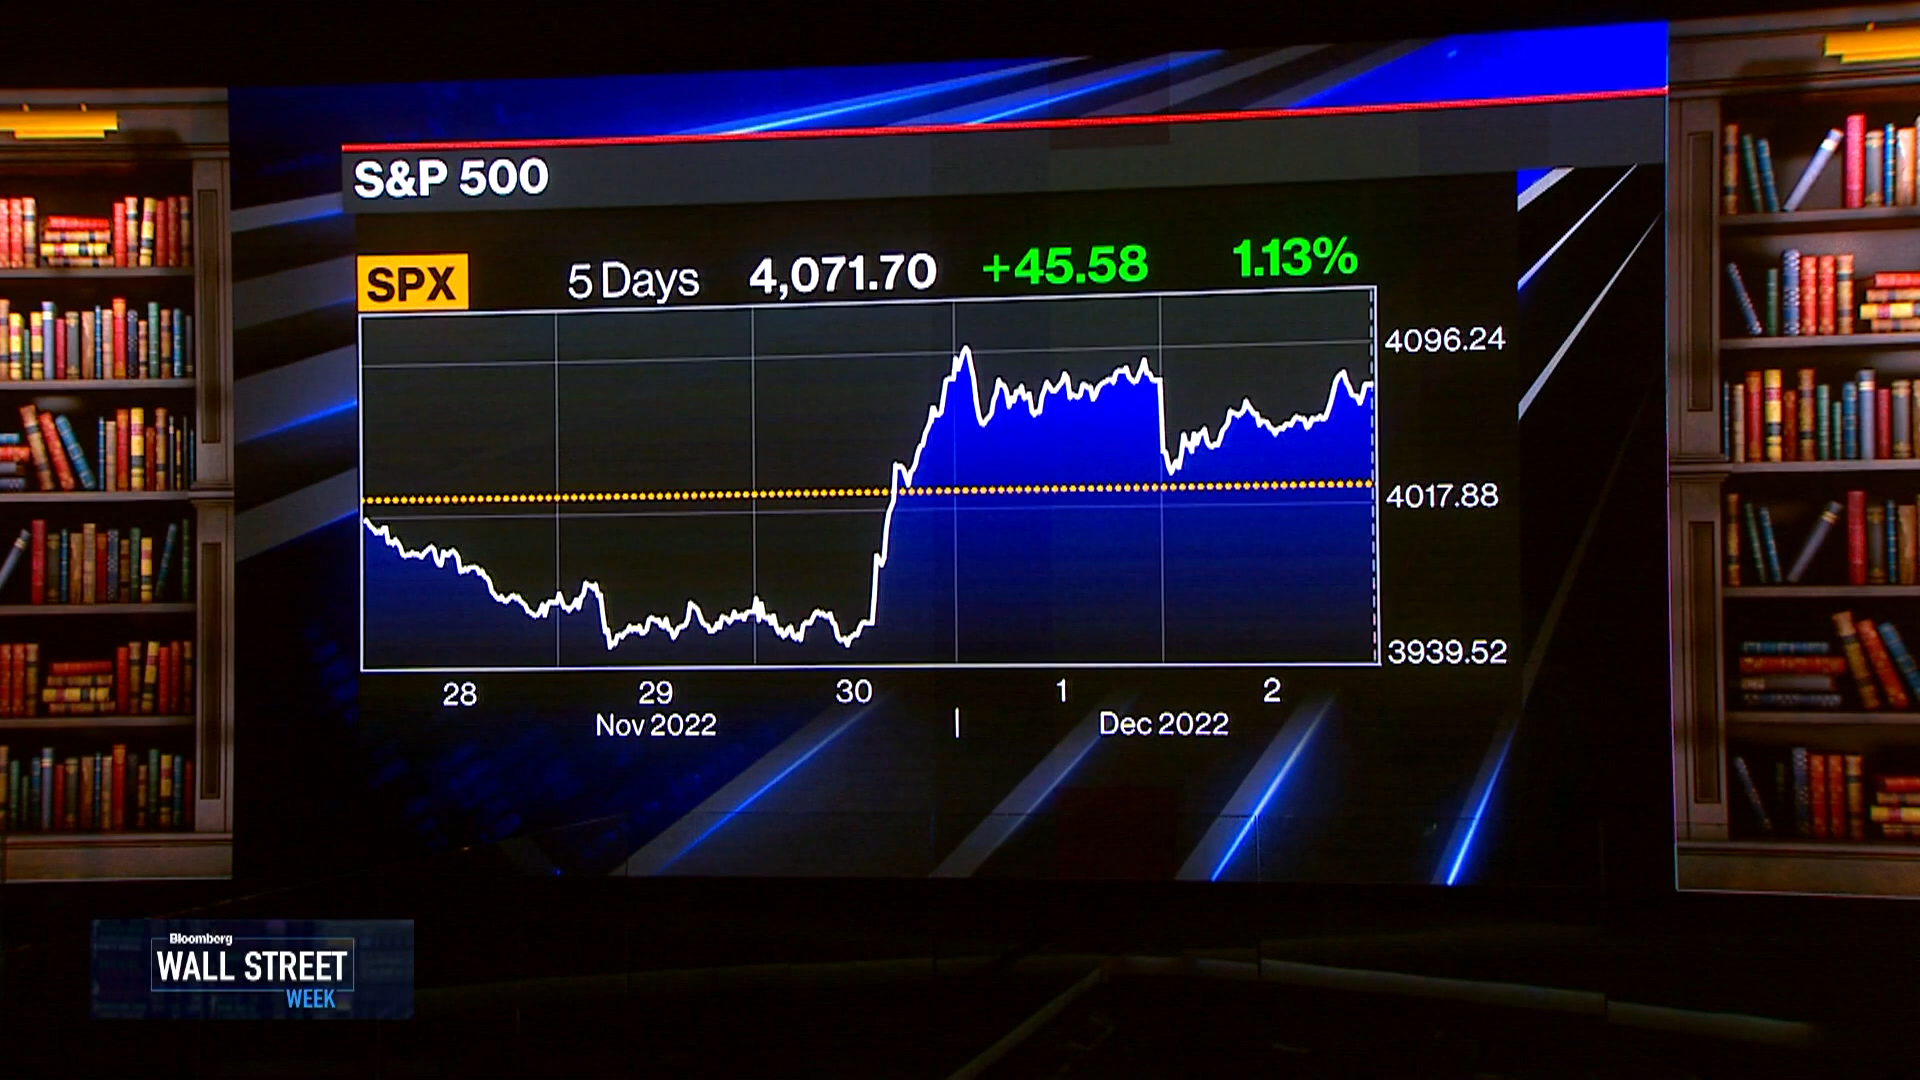 S&P 500
SPX 5 Days 4,071.70 +45.58 1.13%
4096.24
4017.88
3939.52
28 29 30 1 2
Nov 2022 | Dec 2022
Bloomberg
WALL STREET
WEEK